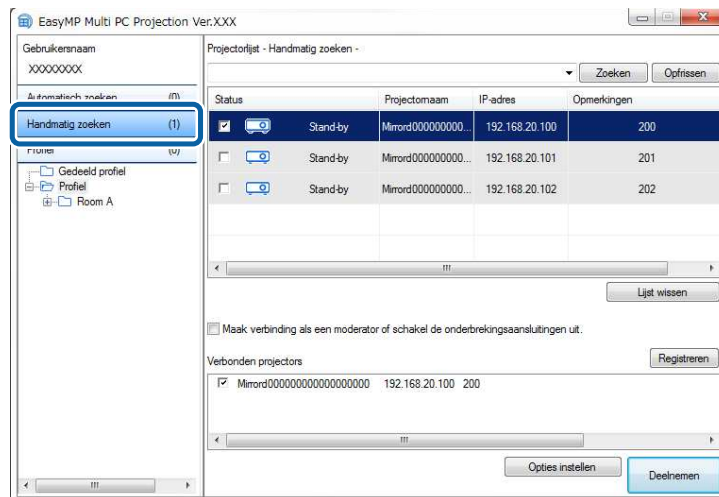 EasyMP Multi PC Projection Ver.XXX
Gebruikersnaam
XXXXXXXX
Automatisch zoeken (0)
Handmatig zoeken (1)
Profiel (0)
Gedeeld profiel
Profiel
Room A
Projectorlijst - Handmatig zoeken -
Zoeken Opfrissen
Status Projectornaam IP-adres Opmerkingen
Stand-by Mirrord000000000... 192.168.20.100 200
Stand-by Mirrord000000000... 192.168.20.101 201
Stand-by Mirrord000000000... 192.168.20.102 202
Lijst wissen
Maak verbinding als een moderator of schakel de onderbrekingsaansluitingen uit.
Verbonden projectors Registreren
Mirrord000000000000000000 192.168.20.100 200
Opties instellen Deelnemen